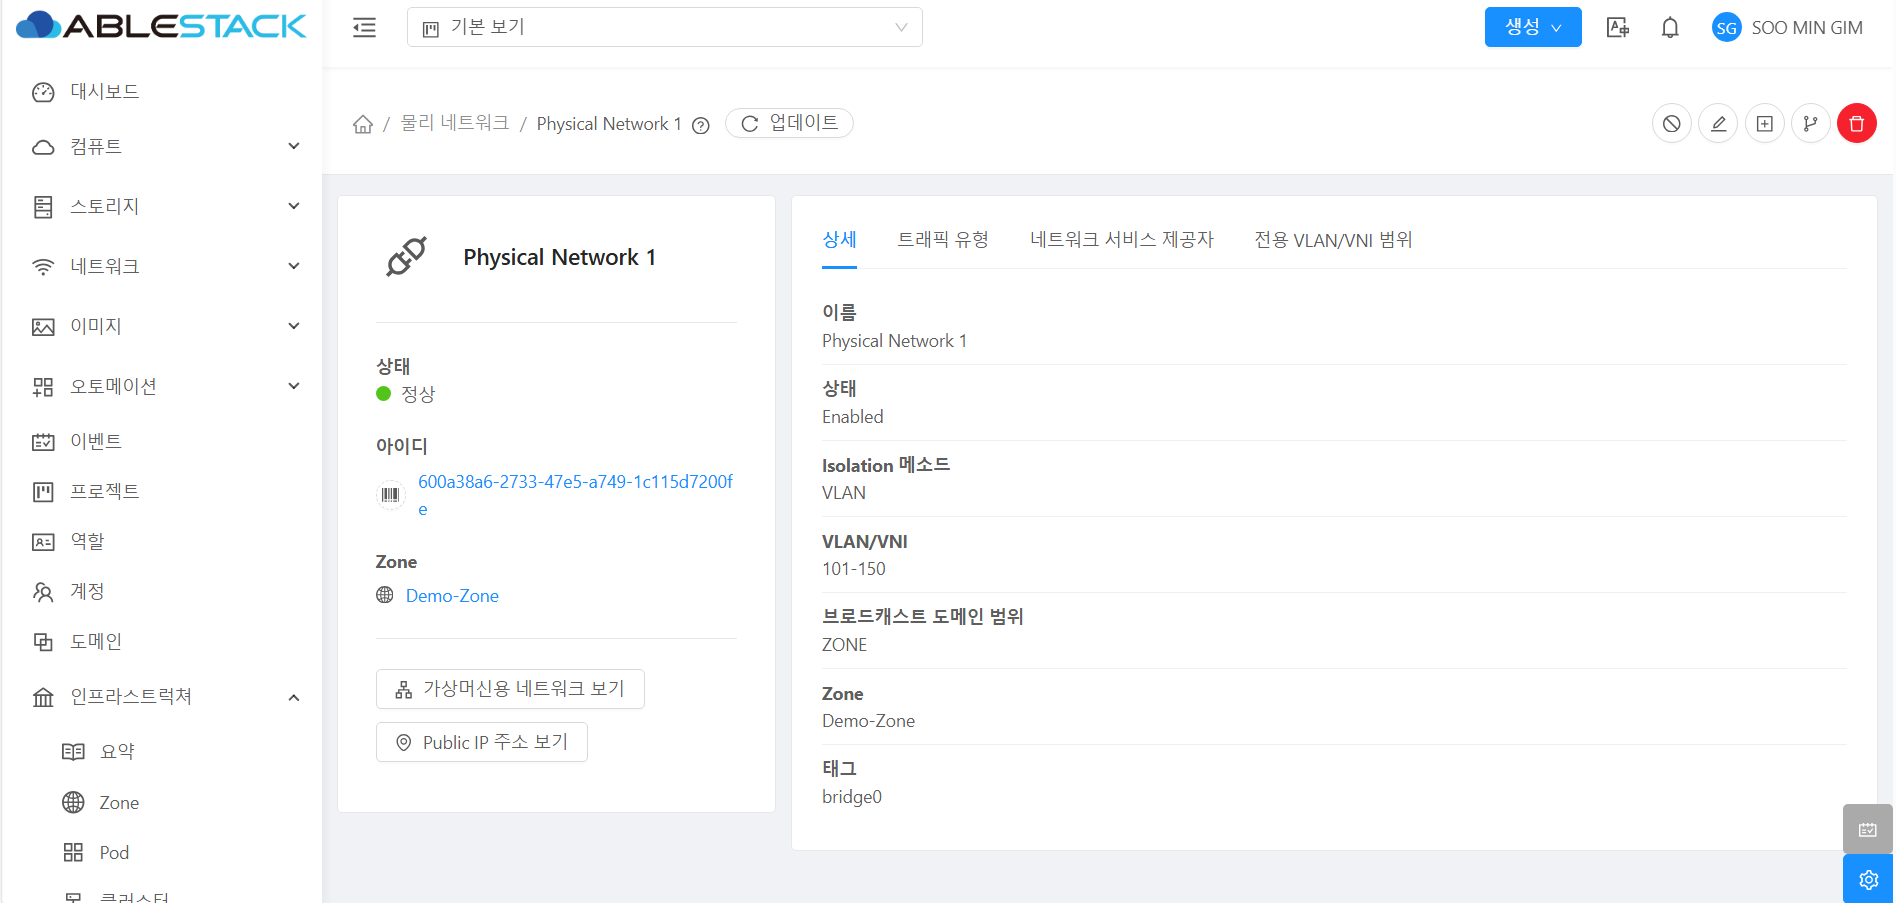 ABLESTACK
기본 보기
생성
SG
SOO MIN GIM
대시보드
컴퓨트
스토리지
네트워크
이미지
오토메이션
이벤트
프로젝트
역할
계정
도메인
인프라스트럭쳐
요약
Zone
Pod
클러스터
/ 물리 네트워크 / Physical Network 1
업데이트
Physical Network 1
상태
정상
아이디
600a38a6-2733-47e5-a749-1c115d7200f
e
Zone
Demo-Zone
가상머신용 네트워크 보기
Public IP 주소 보기
상세 트래픽 유형 네트워크 서비스 제공자 전용 VLAN/VNI 범위
이름
Physical Network 1
상태
Enabled
Isolation 메소드
VLAN
VLAN/VNI
101-150
브로드캐스트 도메인 범위
ZONE
Zone
Demo-Zone
태그
bridge0